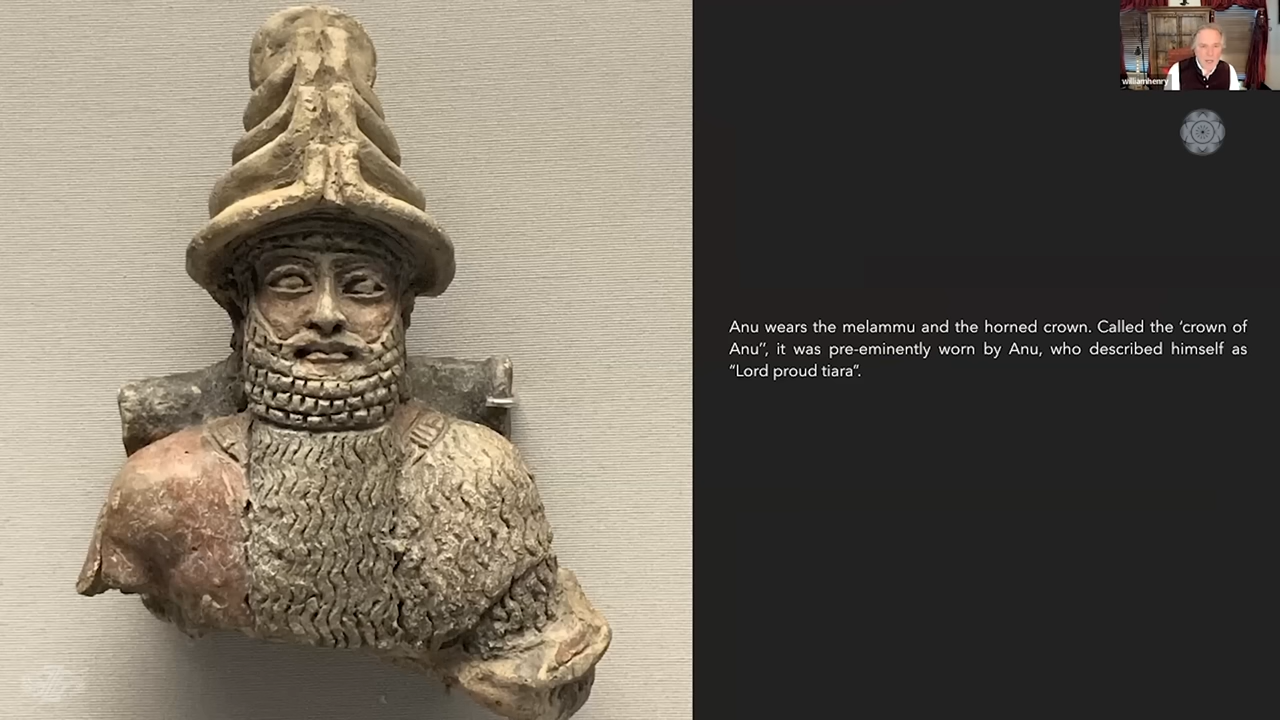 williamhenry
Anu wears the melammu and the horned crown. Called the ‘crown of
Anu”, it was pre-eminently worn by Anu, who described himself as
“Lord proud tiara”.